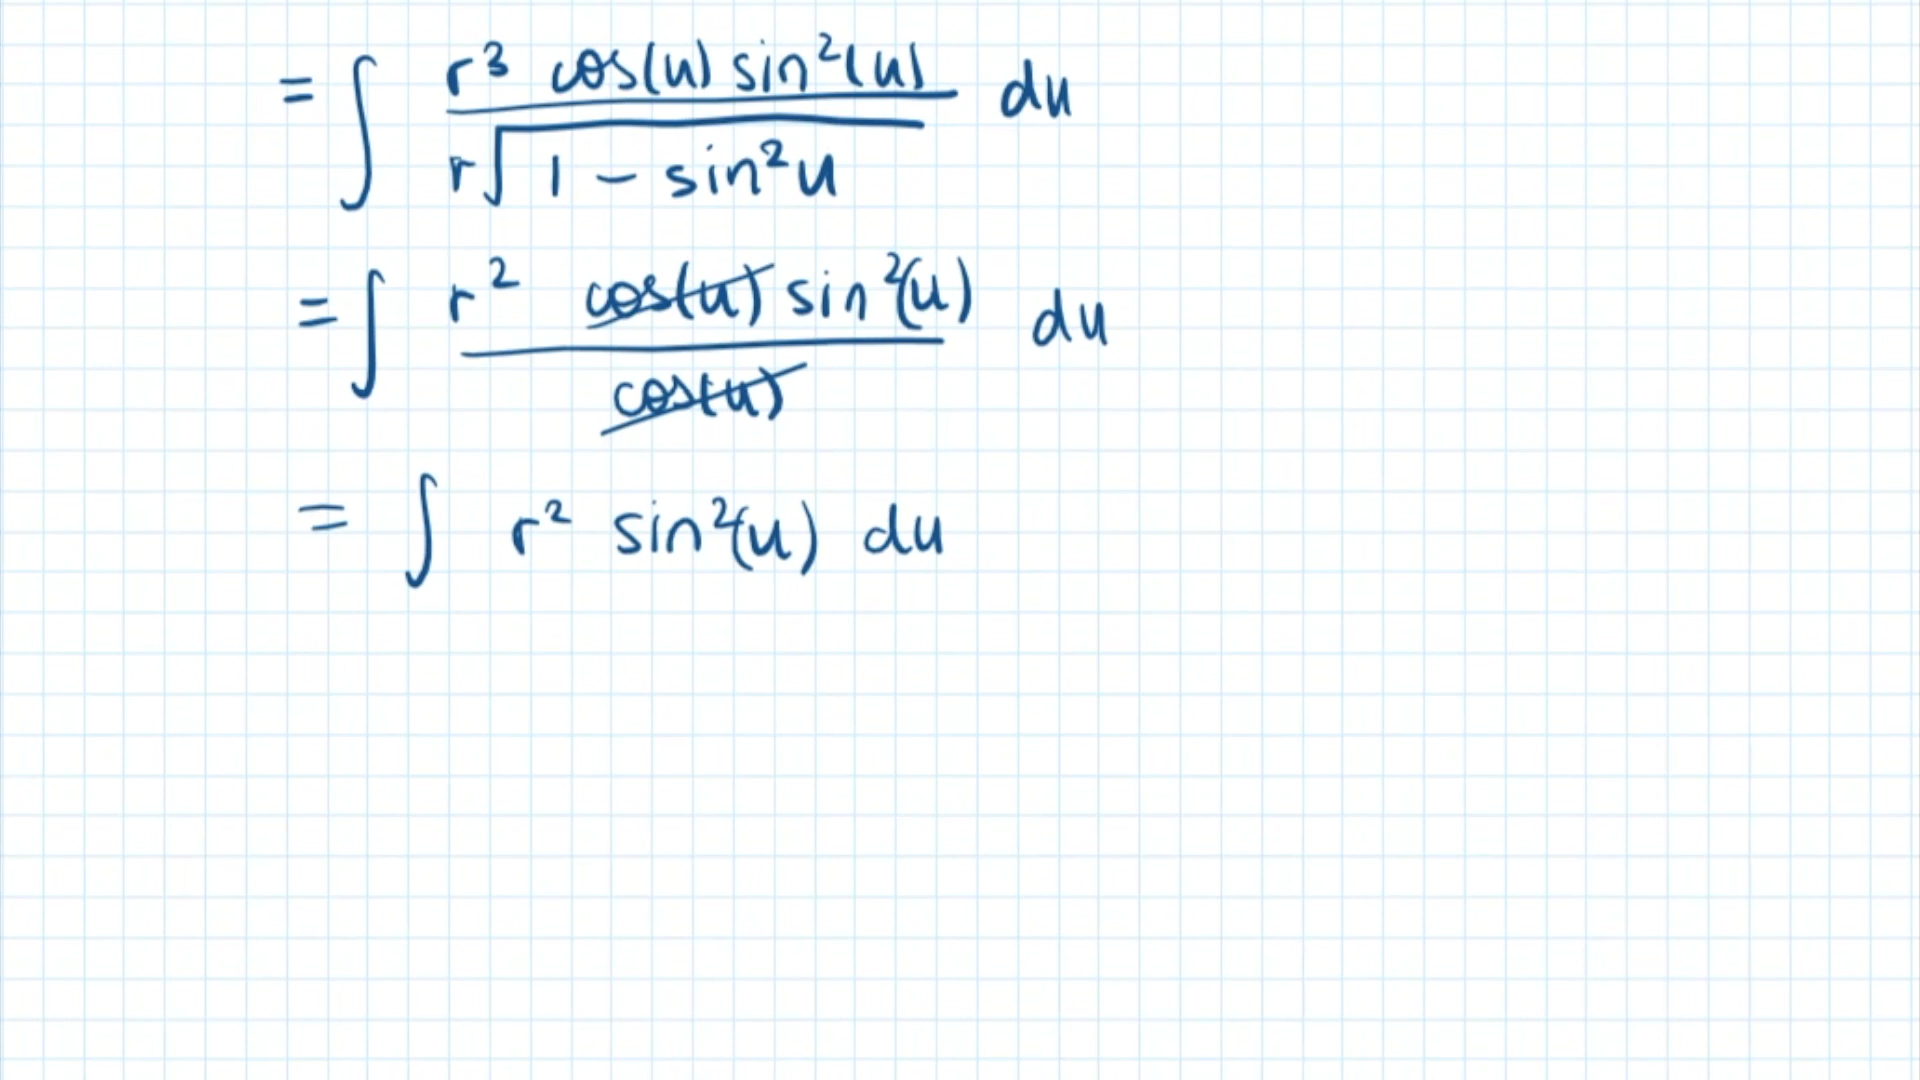 = ∫ r³ cos(u) sin²(u) / r√(1 − sin²u) du
= ∫ r² cos(u) sin²(u) / cos(u) du
= ∫ r² sin²(u) du